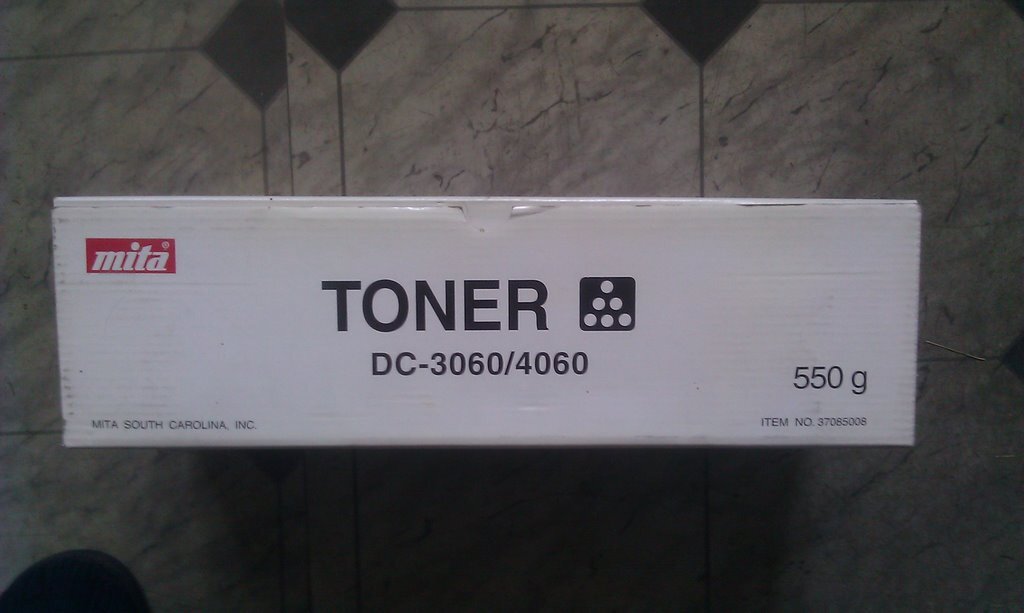 mita®
TONER
DC-3060/4060
550 g
MITA SOUTH CAROLINA, INC.
ITEM NO. 37085008